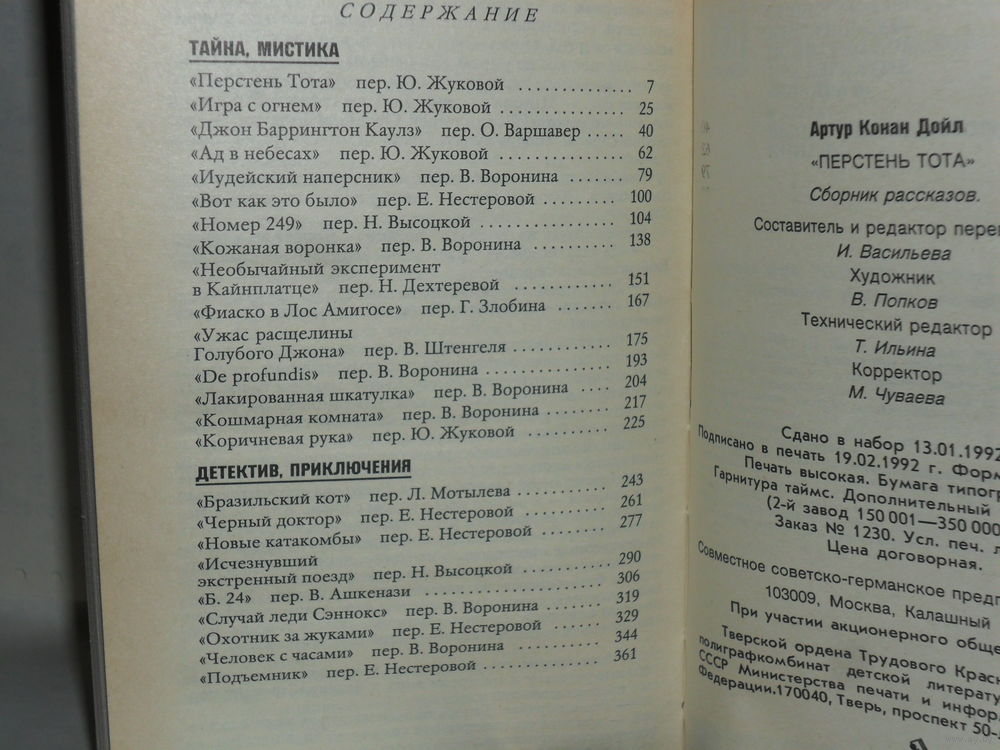 СОДЕРЖАНИЕ
ТАЙНА, МИСТИКА
«Перстень Тота» пер. Ю. Жуковой .............. 7
«Игра с огнем» пер. Ю. Жуковой .............. 25
«Джон Баррингтон Каулз» пер. О. Варшавер ..... 40
«Ад в небесах» пер. Ю. Жуковой .............. 62
«Иудейский наперсник» пер. В. Воронина ....... 79
«Вот как это было» пер. Е. Нестеровой ......... 100
«Номер 249» пер. Н. Высоцкой .............. 104
«Кожаная воронка» пер. В. Воронина ......... 138
«Необычайный эксперимент
в Кайнплатце» пер. Н. Дехтеревой ............ 151
«Фиаско в Лос Амигосе» пер. Г. Злобина ....... 167
«Ужас расщелины
Голубого Джона» пер. В. Штенгеля ............ 175
«De profundis» пер. В. Воронина .............. 193
«Лакированная шкатулка» пер. В. Воронина .... 204
«Кошмарная комната» пер. В. Воронина ........ 217
«Коричневая рука» пер. Ю. Жуковой .......... 225
ДЕТЕКТИВ, ПРИКЛЮЧЕНИЯ
«Бразильский кот» пер. Л. Мотылева .......... 243
«Черный доктор» пер. Е. Нестеровой .......... 261
«Новые катакомбы» пер. Е. Нестеровой ........ 277
«Исчезнувший
экстренный поезд» пер. Н. Высоцкой .......... 290
«Б. 24» пер. В. Ашкенази .................. 306
«Случай леди Сэннокс» пер. В. Воронина ....... 319
«Охотник за жуками» пер. Е. Нестеровой ....... 329
«Человек с часами» пер. В. Воронина .......... 344
«Подъемник» пер. Е. Нестеровой .............. 361
Артур Конан Дойл
«ПЕРСТЕНЬ ТОТА»
Сборник рассказов.
Составитель и редактор
И. Васильева
Художник
В. Попков
Технический редактор
Т. Ильина
Корректор
М. Чуваева
Сдано в набор 13.01.1992
Подписано в печать 19.02.1992 г.
Печать высокая. Бумага
Гарнитура таймс. Дополнительный
(2-й завод 150 001—350 000
Заказ № 1230. Усл. печ.
Цена договорная.
Совместное советско-германское
103009, Москва, Калашный
При участии акционерного
Тверской ордена Трудового
полиграфкомбинат детской
СССР Министерства печати и
Федерации.170040, Тверь, проспект